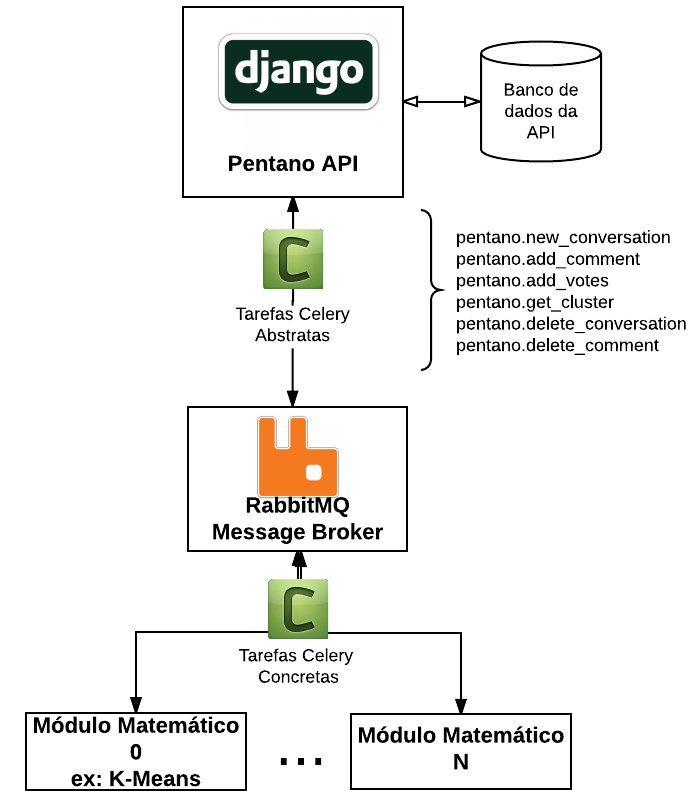 django
Pentano API
Banco de
dados da
API
C
Tarefas Celery
Abstratas
pentano.new_conversation
pentano.add_comment
pentano.add_votes
pentano.get_cluster
pentano.delete_conversation
pentano.delete_comment
RabbitMQ
Message Broker
C
Tarefas Celery
Concretas
Módulo Matemático
0
ex: K-Means
...
Módulo Matemático
N